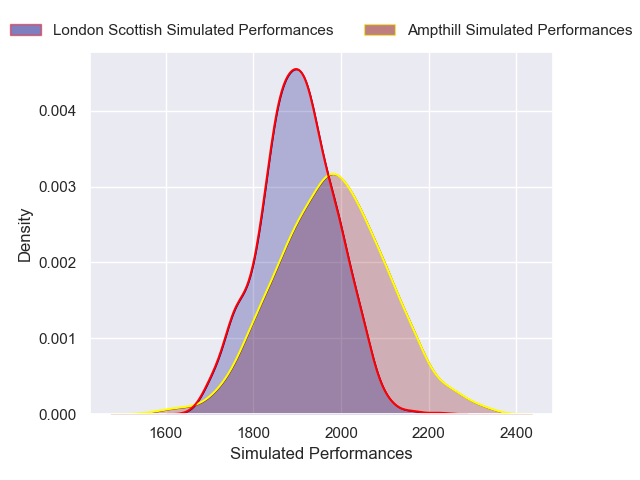 London Scottish Simulated Performances
Ampthill Simulated Performances
0.004
0.003
0.002
0.001
0.000
Density
1600
1800
2000
2200
2400
Simulated Performances